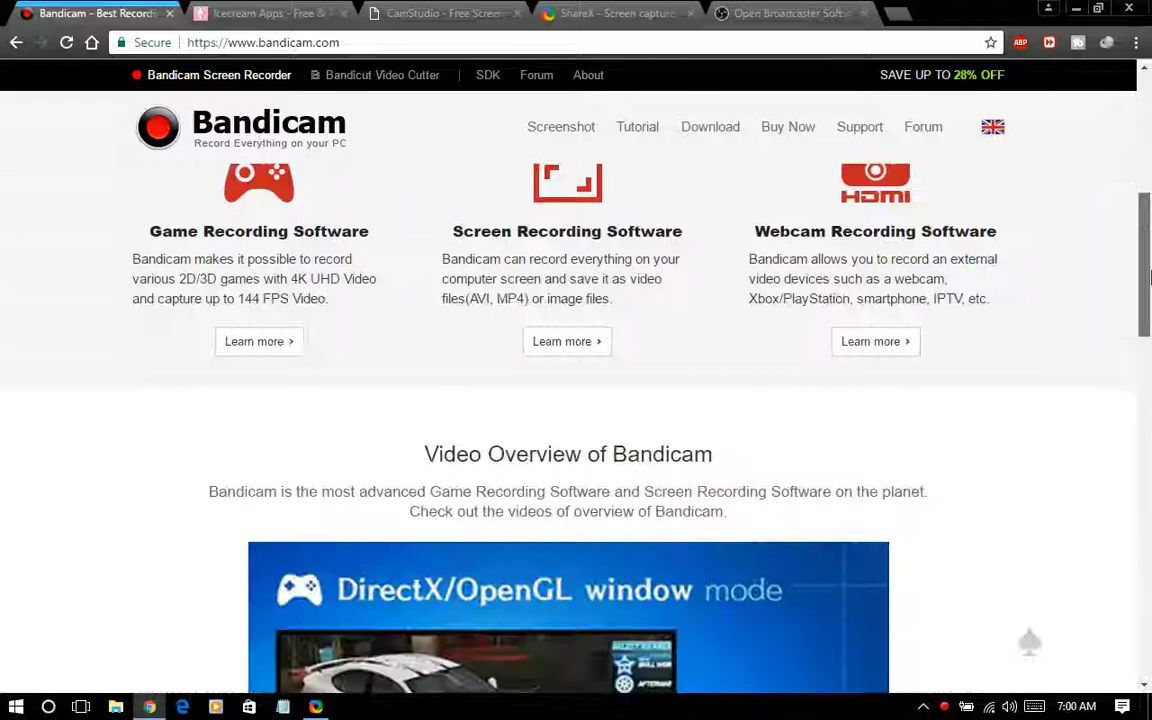 Bandicam - Best Record
Icecream Apps - Free &
CamStudio - Free Screen
ShareX - Screen capture
Open Broadcaster Soft
Secure
https://www.bandicam.com
ABP
Bandicam Screen Recorder
Bandicut Video Cutter
SDK
Forum
About
SAVE UP TO 28% OFF
Bandicam
Record Everything on your PC
Screenshot
Tutorial
Download
Buy Now
Support
Forum
HDMI
Game Recording Software
Bandicam makes it possible to record
various 2D/3D games with 4K UHD Video
and capture up to 144 FPS Video.
Learn more ›
Screen Recording Software
Bandicam can record everything on your
computer screen and save it as video
files(AVI, MP4) or image files.
Learn more ›
Webcam Recording Software
Bandicam allows you to record an external
video devices such as a webcam,
Xbox/PlayStation, smartphone, IPTV, etc.
Learn more ›
Video Overview of Bandicam
Bandicam is the most advanced Game Recording Software and Screen Recording Software on the planet.
Check out the videos of overview of Bandicam.
DirectX/OpenGL window mode
7:00 AM